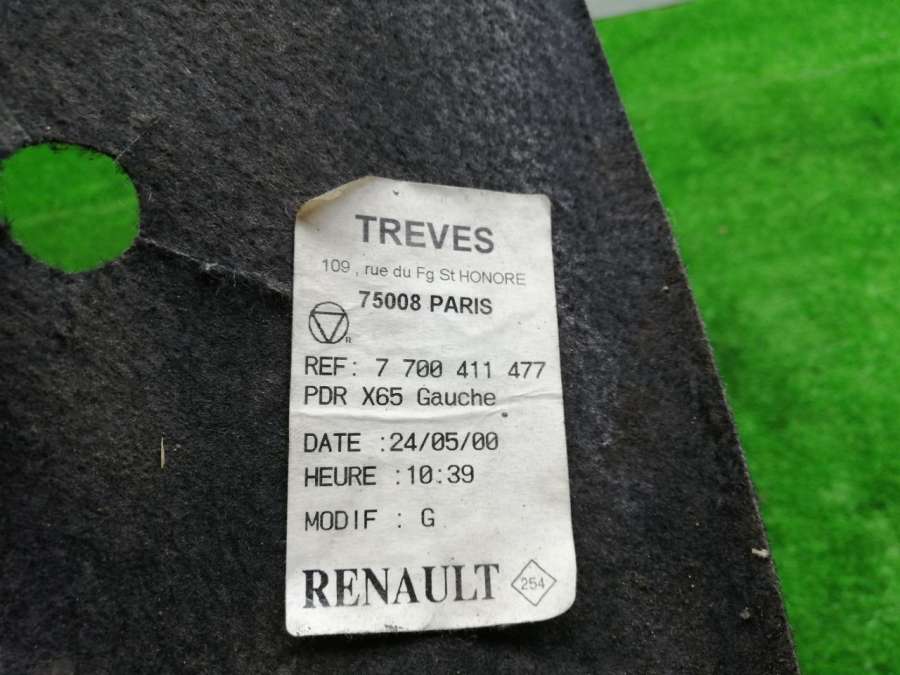 TREVES
109 , rue du Fg St HONORE
75008 PARIS
R
REF: 7 700 411 477
PDR X65 Gauche
DATE :24/05/00
HEURE :10:39
MODIF : G
RENAULT 254